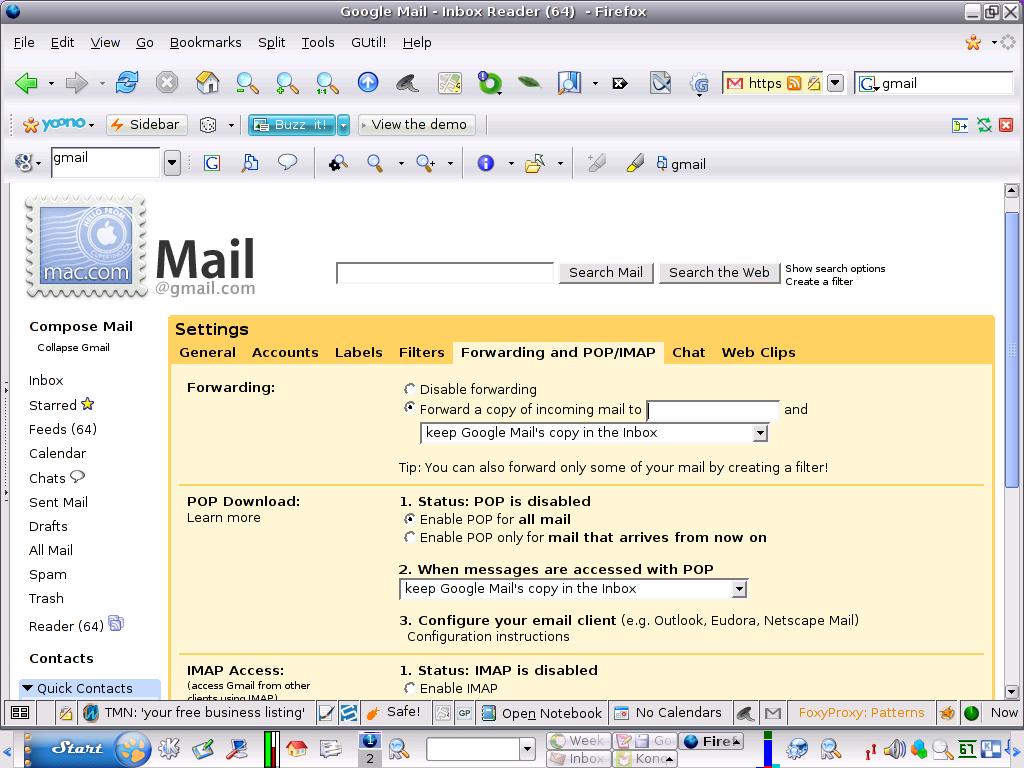 Google Mail - Inbox Reader (64) - Firefox
File Edit View Go Bookmarks Split Tools GUtil! Help
https gmail
yoono Sidebar Buzz it! View the demo
gmail gmail
HELLO FROM
CUPERTINO, CA
mac.com
Mail
@gmail.com
Search Mail Search the Web Show search options
Create a filter
Compose Mail
Collapse Gmail
Inbox
Starred
Feeds (64)
Calendar
Chats
Sent Mail
Drafts
All Mail
Spam
Trash
Reader (64)
Contacts
Quick Contacts
Settings
General Accounts Labels Filters Forwarding and POP/IMAP Chat Web Clips
Forwarding: Disable forwarding
Forward a copy of incoming mail to and
keep Google Mail's copy in the Inbox
Tip: You can also forward only some of your mail by creating a filter!
POP Download: 1. Status: POP is disabled
Learn more Enable POP for all mail
Enable POP only for mail that arrives from now on
2. When messages are accessed with POP
keep Google Mail's copy in the Inbox
3. Configure your email client (e.g. Outlook, Eudora, Netscape Mail)
Configuration instructions
IMAP Access: 1. Status: IMAP is disabled
(access Gmail from other Enable IMAP
clients using IMAP)
TMN: 'your free business listing' Safe! GP Open Notebook No Calendars FoxyProxy: Patterns Now
Start 1 2 Week Go Firef 67
Inbox Konc